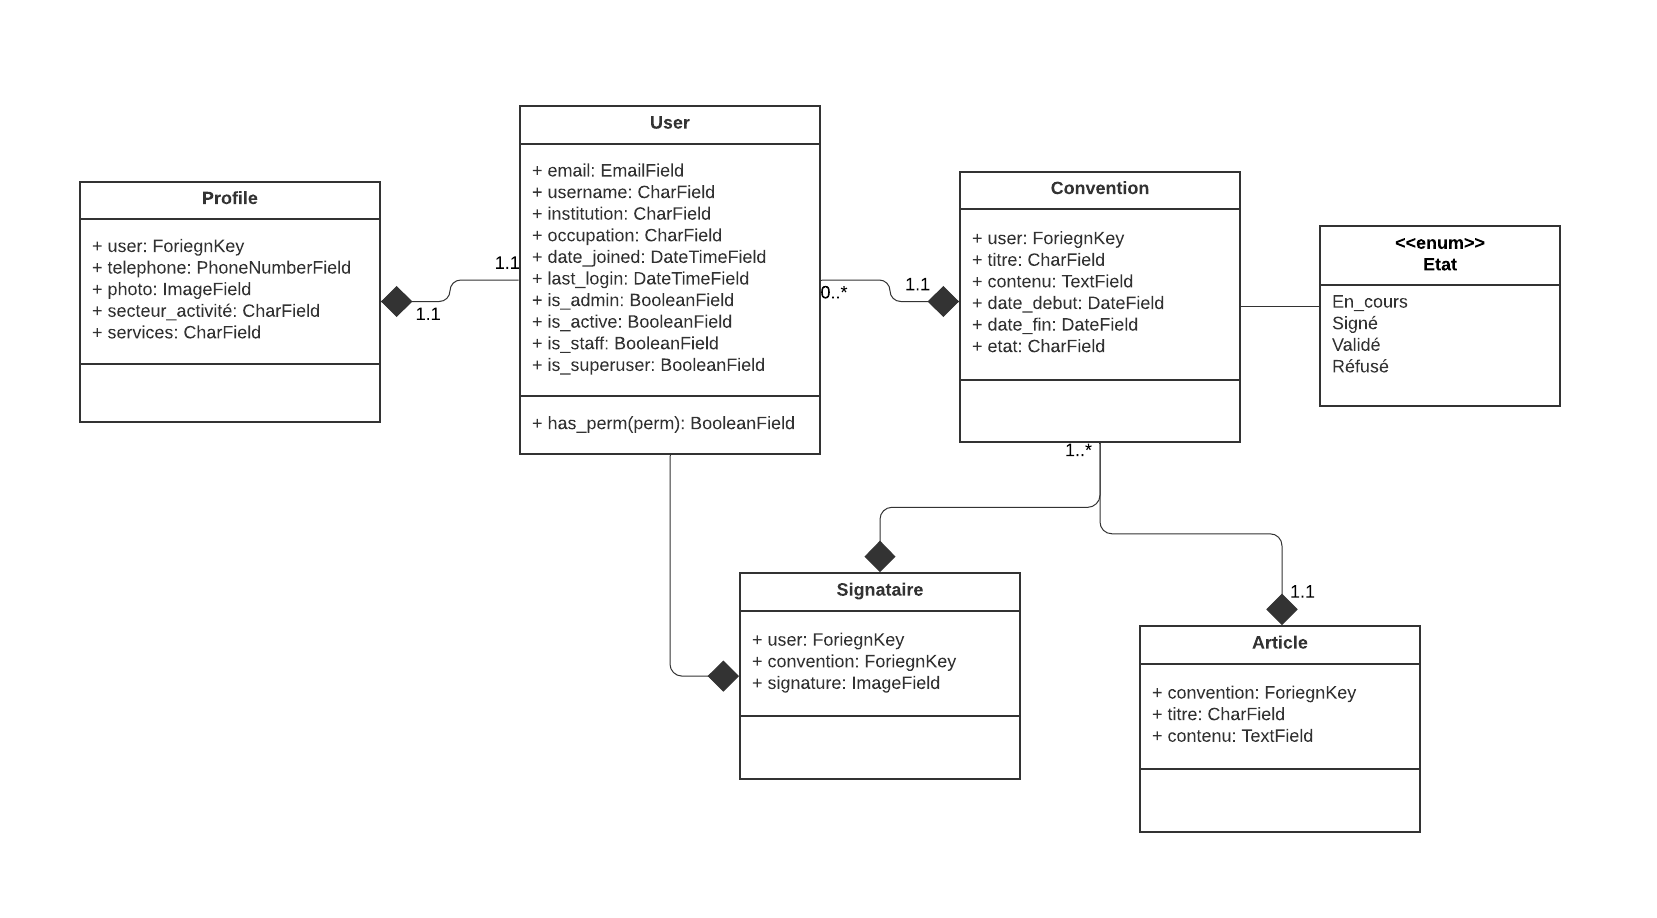 Profile
+ user: ForiegnKey
+ telephone: PhoneNumberField
+ photo: ImageField
+ secteur_activité: CharField
+ services: CharField
1.1
1.1
User
+ email: EmailField
+ username: CharField
+ institution: CharField
+ occupation: CharField
+ date_joined: DateTimeField
+ last_login: DateTimeField
+ is_admin: BooleanField
+ is_active: BooleanField
+ is_staff: BooleanField
+ is_superuser: BooleanField
+ has_perm(perm): BooleanField
0..*
1.1
Convention
+ user: ForiegnKey
+ titre: CharField
+ contenu: TextField
+ date_debut: DateField
+ date_fin: DateField
+ etat: CharField
1..*
<<enum>>
Etat
En_cours
Signé
Validé
Réfusé
Signataire
+ user: ForiegnKey
+ convention: ForiegnKey
+ signature: ImageField
1.1
Article
+ convention: ForiegnKey
+ titre: CharField
+ contenu: TextField